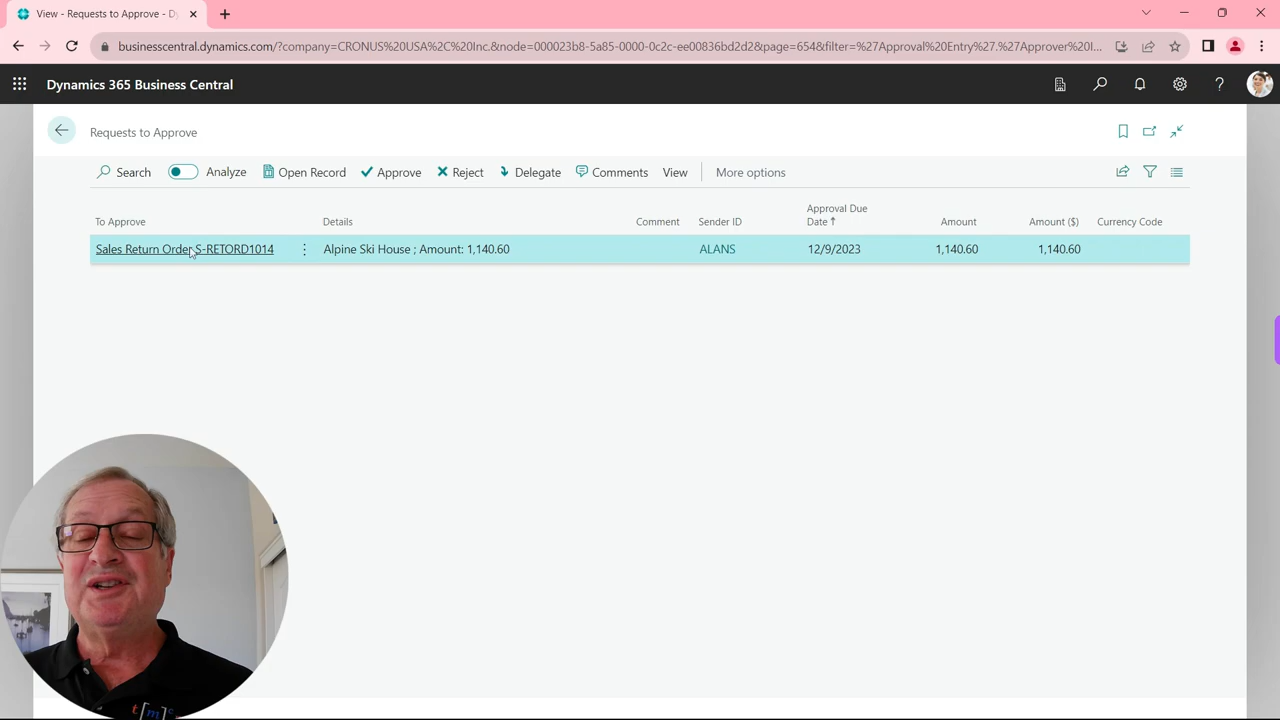 View - Requests to Approve - Dy
businesscentral.dynamics.com/?company=CRONUS%20USA%2C%20Inc.&node=000023b8-5a85-0000-0c2c-ee00836bd2d2&page=654&filter=%27Approval%20Entry%27.%27Approver%20I...
Dynamics 365 Business Central
Requests to Approve
Search Analyze Open Record Approve Reject Delegate Comments View More options
To Approve Details Comment Sender ID Approval Due Date↑ Amount Amount ($) Currency Code
Sales Return Order S-RETORD1014 Alpine Ski House ; Amount: 1,140.60 ALANS 12/9/2023 1,140.60 1,140.60